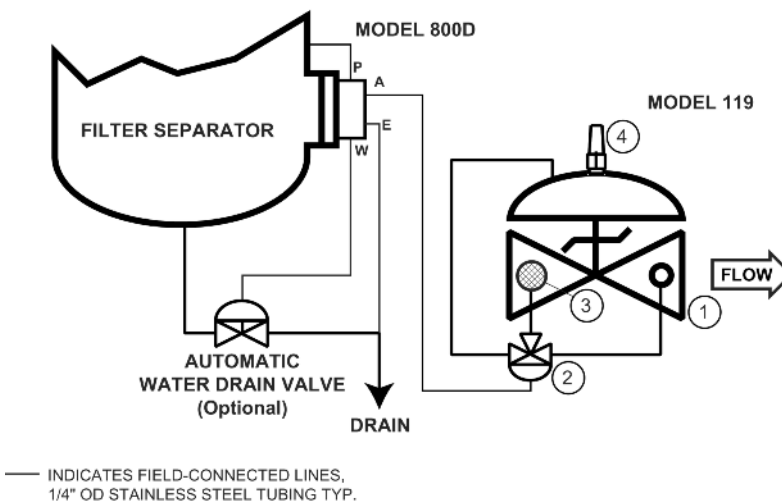 MODEL 800D
P
A
E
W
FILTER SEPARATOR
MODEL 119
4
FLOW
3
1
2
AUTOMATIC
WATER DRAIN VALVE
(Optional)
DRAIN
INDICATES FIELD-CONNECTED LINES,
1/4" OD STAINLESS STEEL TUBING TYP.